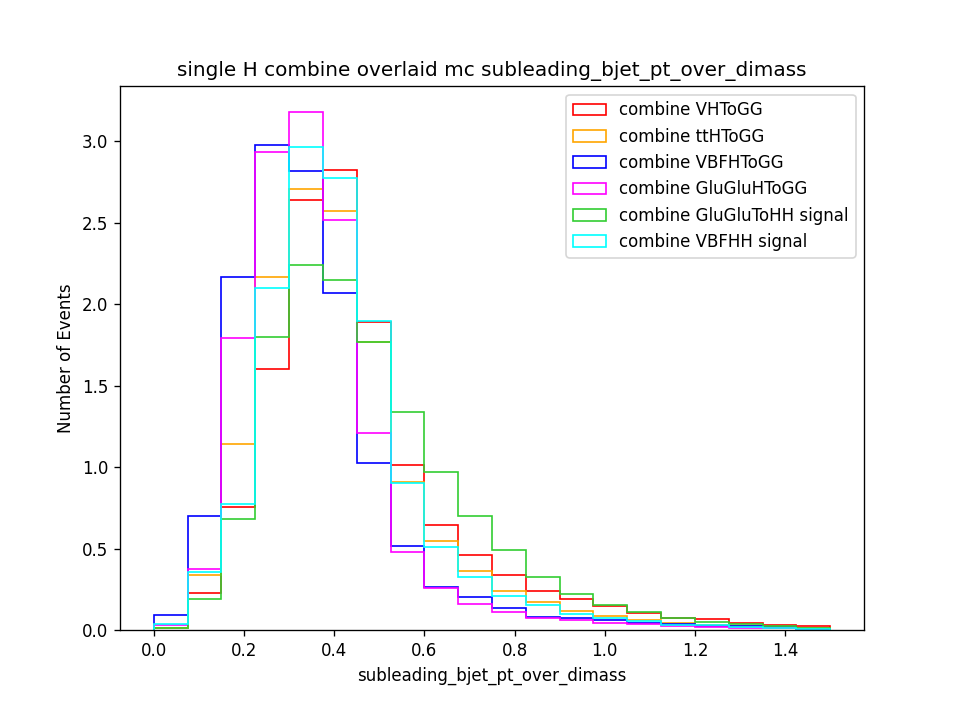 single H combine overlaid mc subleading_bjet_pt_over_dimass
combine VHToGG
combine ttHToGG
combine VBFHToGG
combine GluGluHToGG
combine GluGluToHH signal
combine VBFHH signal
Number of Events
3.0
2.5
2.0
1.5
1.0
0.5
0.0
0.0 0.2 0.4 0.6 0.8 1.0 1.2 1.4
subleading_bjet_pt_over_dimass